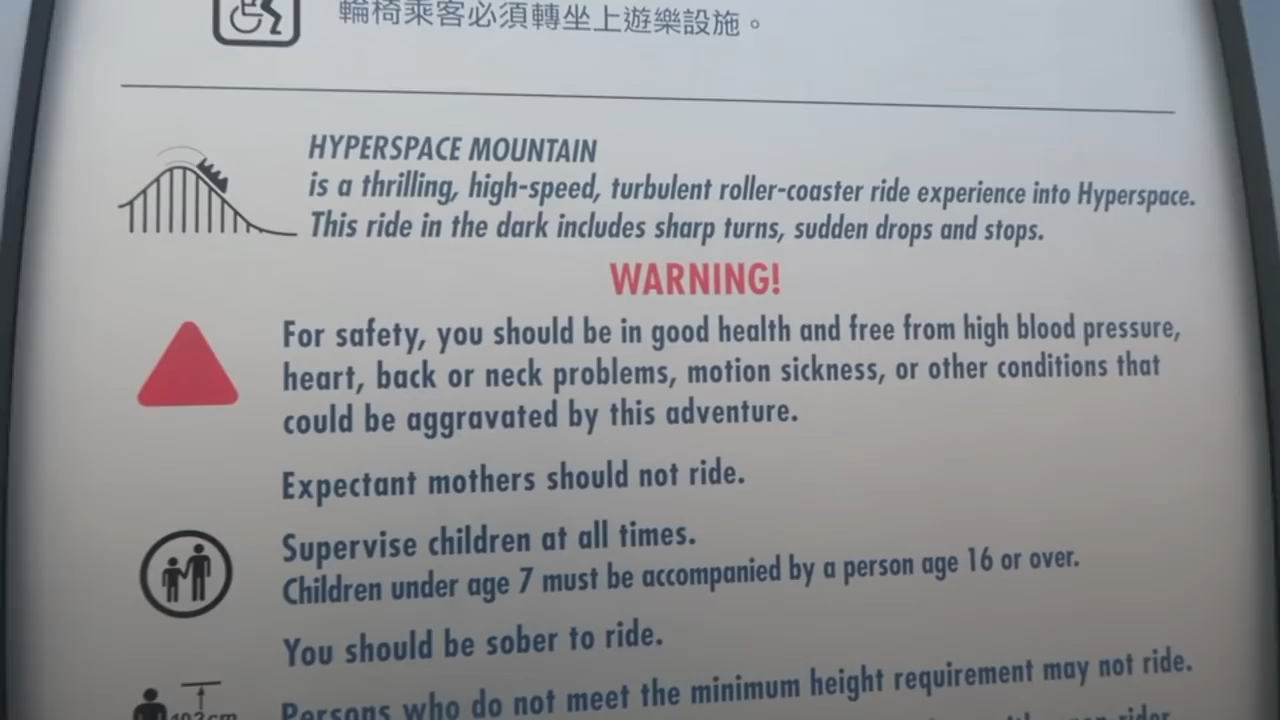 輪椅乘客必須轉坐上遊樂設施。
HYPERSPACE MOUNTAIN
is a thrilling, high-speed, turbulent roller-coaster ride experience into Hyperspace.
This ride in the dark includes sharp turns, sudden drops and stops.
WARNING!
For safety, you should be in good health and free from high blood pressure,
heart, back or neck problems, motion sickness, or other conditions that
could be aggravated by this adventure.
Expectant mothers should not ride.
Supervise children at all times.
Children under age 7 must be accompanied by a person age 16 or over.
You should be sober to ride.
Persons who do not meet the minimum height requirement may not ride.
102cm
rider